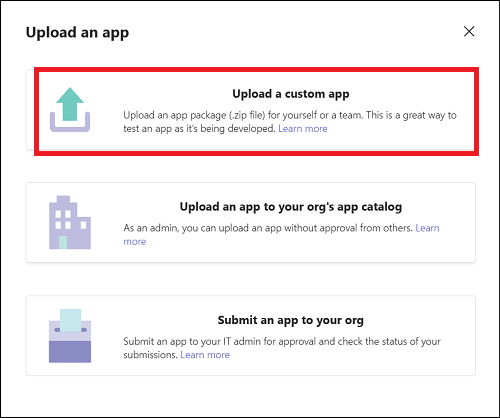 Upload an app
Upload a custom app
Upload an app package (.zip file) for yourself or a team. This is a great way to
test an app as it's being developed. Learn more
Upload an app to your org's app catalog
As an admin, you can upload an app without approval from others. Learn
more
Submit an app to your org
Submit an app to your IT admin for approval and check the status of your
submissions. Learn more